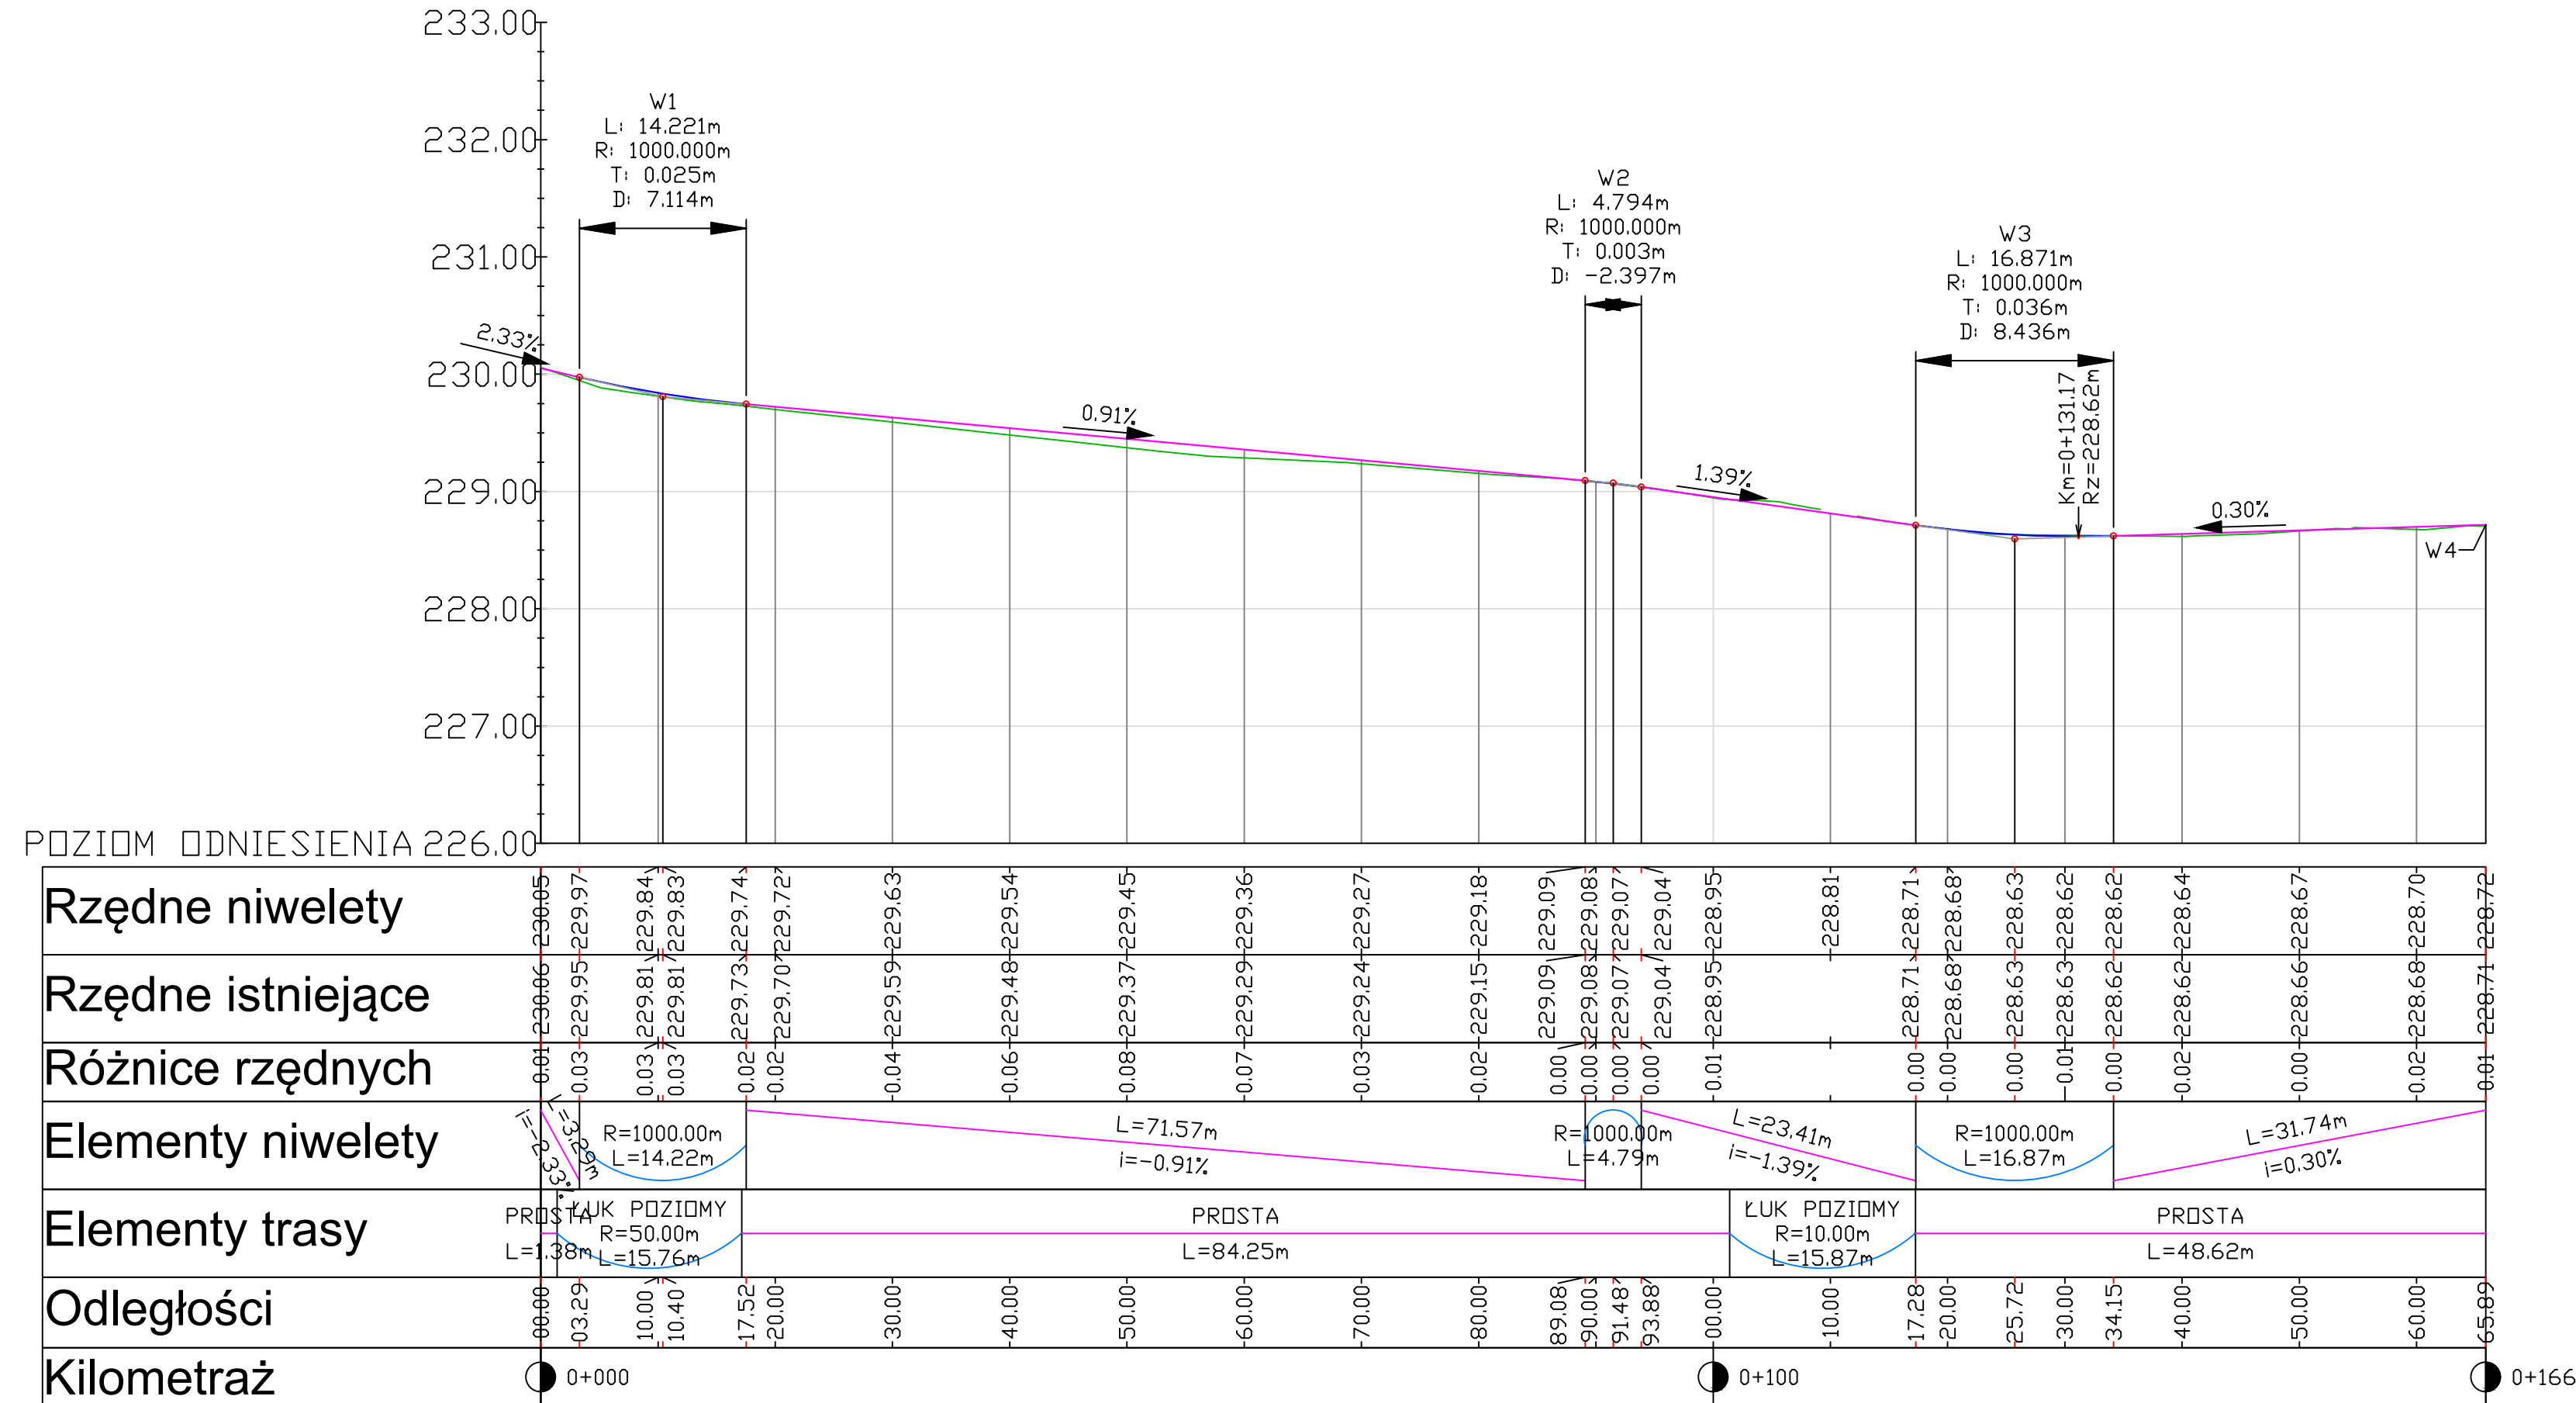 233.00
232.00
231.00
230.00
229.00
228.00
227.00
POZIOM ODNIESIENIA 226.00
W1
L: 14.221m
R: 1000.000m
T: 0.025m
D: 7.114m
W2
L: 4.794m
R: 1000.000m
T: 0.003m
D: -2.397m
W3
L: 16.871m
R: 1000.000m
T: 0.036m
D: 8.436m
2.33%
0.91%
1.39%
Km=0+131.17
Rz=228.62m
0.30%
W4
Rzędne niwelety
230.05 229.97 229.84 229.83 229.74 229.72 229.63 229.54 229.45 229.36 229.27 229.18 229.09 229.08 229.07 229.04 228.95 228.81 228.71 228.68 228.63 228.62 228.62 228.64 228.67 228.70 228.72
Rzędne istniejące
230.06 229.95 229.81 229.81 229.73 229.70 229.59 229.48 229.37 229.29 229.24 229.15 229.09 229.08 229.07 229.04 228.95 228.71 228.68 228.63 228.63 228.62 228.62 228.66 228.68 228.71
Różnice rzędnych
0.01 0.03 0.03 0.03 0.02 0.02 0.04 0.06 0.08 0.07 0.03 0.02 0.00 0.00 0.00 0.00 0.01 0.00 0.00 0.00 -0.01 0.00 0.02 0.00 0.02 0.01
Elementy niwelety
L=3.29m
i=-2.33%
R=1000.00m
L=14.22m
L=71.57m
i=-0.91%
R=1000.00m
L=4.79m
L=23.41m
i=-1.39%
R=1000.00m
L=16.87m
L=31.74m
i=0.30%
Elementy trasy
PROSTA
L=1.38m
ŁUK POZIOMY
R=50.00m
L=15.76m
PROSTA
L=84.25m
ŁUK POZIOMY
R=10.00m
L=15.87m
PROSTA
L=48.62m
Odległości
00.00 03.29 10.00 10.40 17.52 20.00 30.00 40.00 50.00 60.00 70.00 80.00 89.08 90.00 91.48 93.88 00.00 10.00 17.28 20.00 25.72 30.00 34.15 40.00 50.00 60.00 65.89
Kilometraż
0+000
0+100
0+166